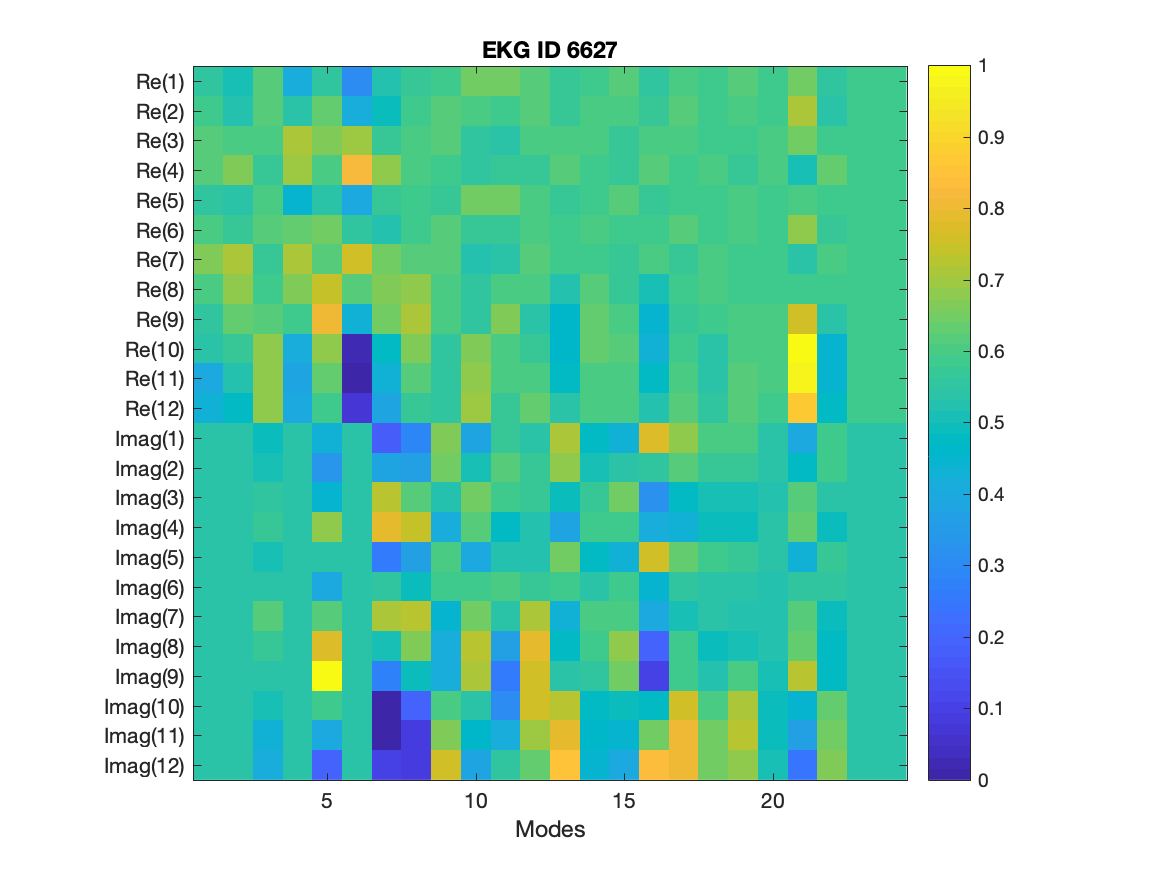 EKG ID 6627
Re(1)
Re(2)
Re(3)
Re(4)
Re(5)
Re(6)
Re(7)
Re(8)
Re(9)
Re(10)
Re(11)
Re(12)
Imag(1)
Imag(2)
Imag(3)
Imag(4)
Imag(5)
Imag(6)
Imag(7)
Imag(8)
Imag(9)
Imag(10)
Imag(11)
Imag(12)
5 10 15 20
Modes
1
0.9
0.8
0.7
0.6
0.5
0.4
0.3
0.2
0.1
0